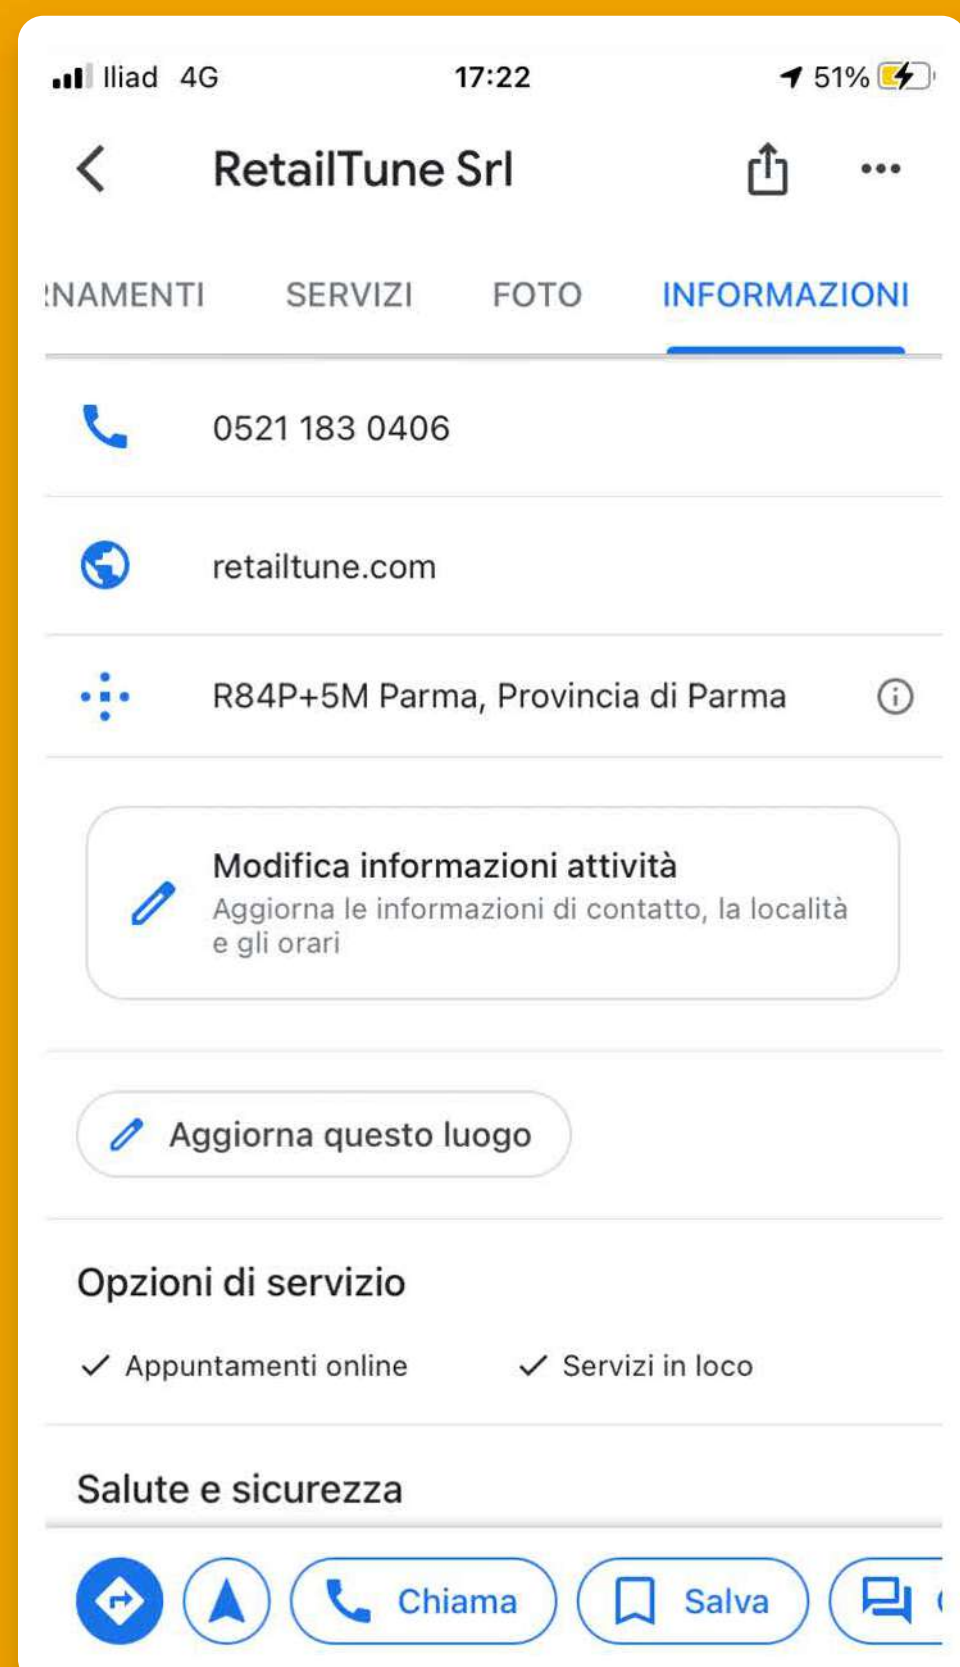 Iliad 4G 17:22 51%
RetailTune Srl
RNAMENTI SERVIZI FOTO INFORMAZIONI
0521 183 0406
retailtune.com
R84P+5M Parma, Provincia di Parma
Modifica informazioni attività
Aggiorna le informazioni di contatto, la località
e gli orari
Aggiorna questo luogo
Opzioni di servizio
Appuntamenti online Servizi in loco
Salute e sicurezza
Chiama Salva